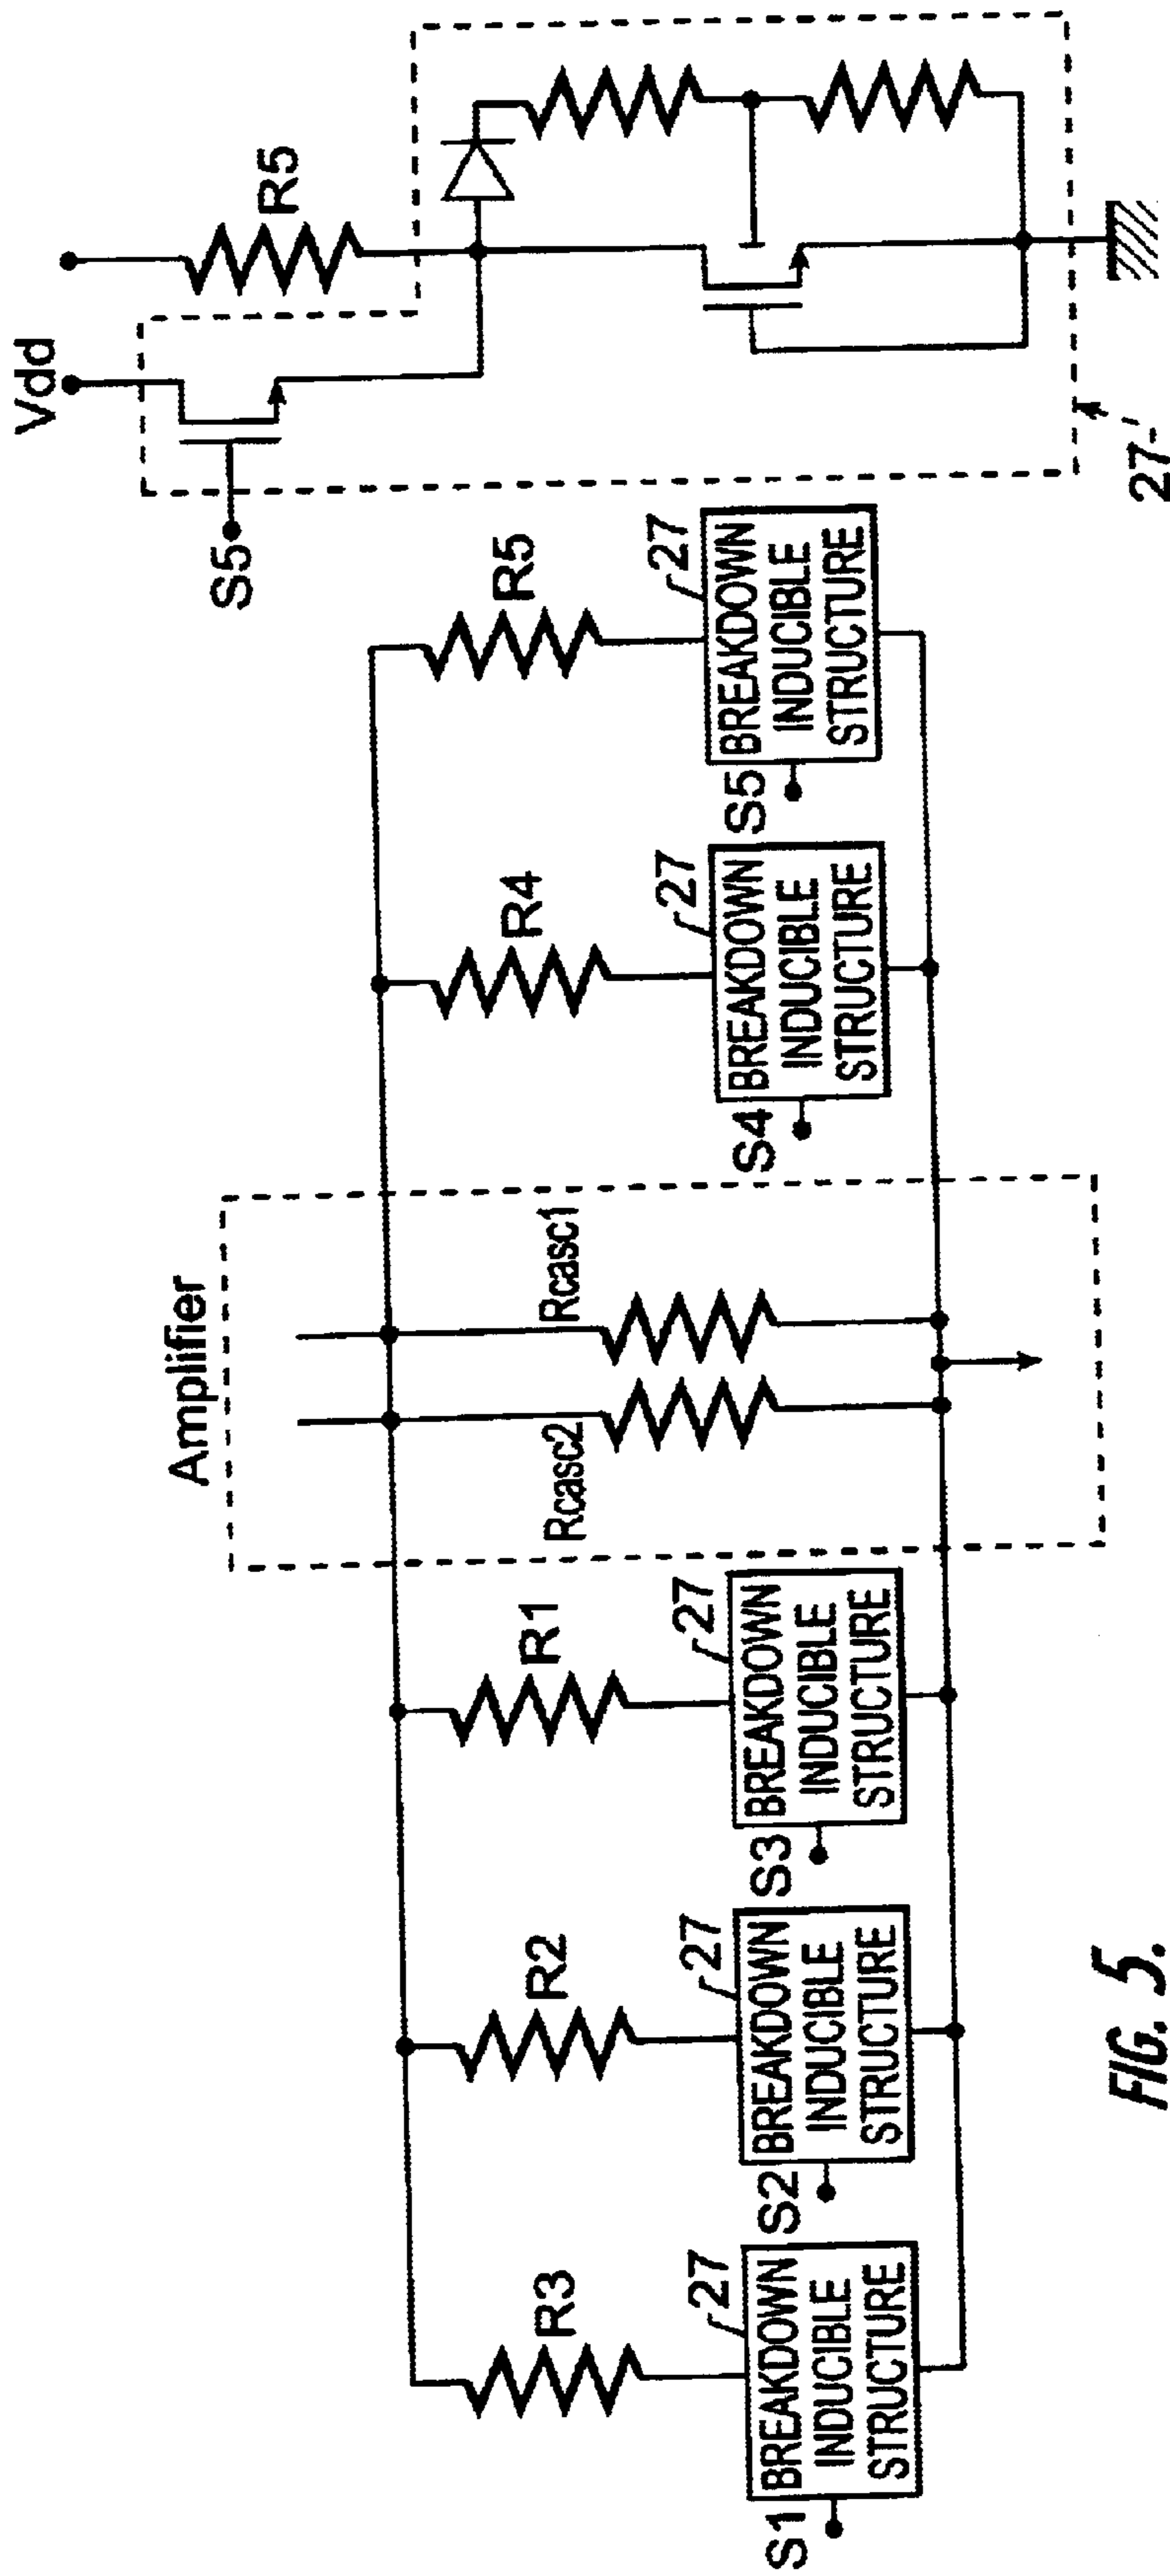 Amplifier
Vdd
S5
R5
27'
R3
R2
R1
Rcasc2
Rcasc1
R4
R5
27
27
27
27
27
S1
BREAKDOWN
INDUCIBLE
STRUCTURE
S2
BREAKDOWN
INDUCIBLE
STRUCTURE
S3
BREAKDOWN
INDUCIBLE
STRUCTURE
S4
BREAKDOWN
INDUCIBLE
STRUCTURE
S5
BREAKDOWN
INDUCIBLE
STRUCTURE
FIG. 5.